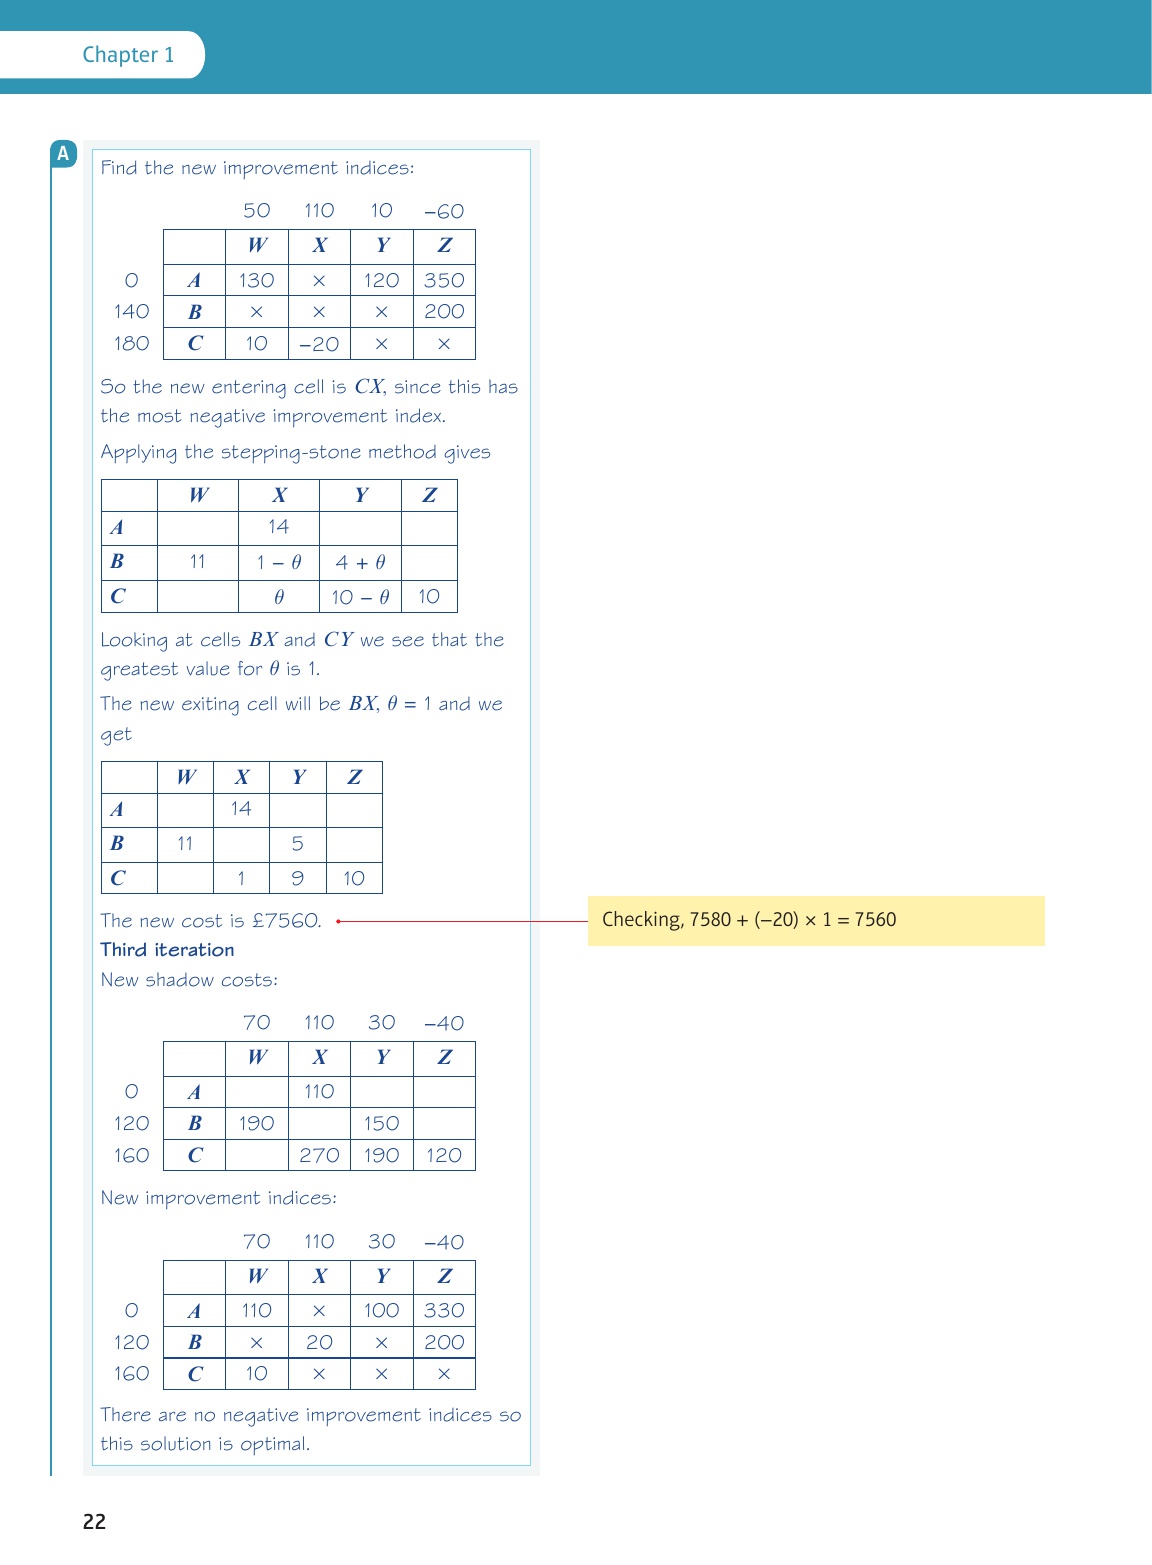 Chapter 1
A
Find the new improvement indices:
50 110 10 –60
W X Y Z
0 A 130 × 120 350
140 B × × × 200
180 C 10 –20 × ×
So the new entering cell is CX, since this has
the most negative improvement index.
Applying the stepping-stone method gives
W X Y Z
A 14
B 11 1 – θ 4 + θ
C θ 10 – θ 10
Looking at cells BX and CY we see that the
greatest value for θ is 1.
The new exiting cell will be BX, θ = 1 and we
get
W X Y Z
A 14
B 11 5
C 1 9 10
The new cost is £7560.
Checking, 7580 + (–20) × 1 = 7560
Third iteration
New shadow costs:
70 110 30 –40
W X Y Z
0 A 110
120 B 190 150
160 C 270 190 120
New improvement indices:
70 110 30 –40
W X Y Z
0 A 110 × 100 330
120 B × 20 × 200
160 C 10 × × ×
There are no negative improvement indices so
this solution is optimal.
22